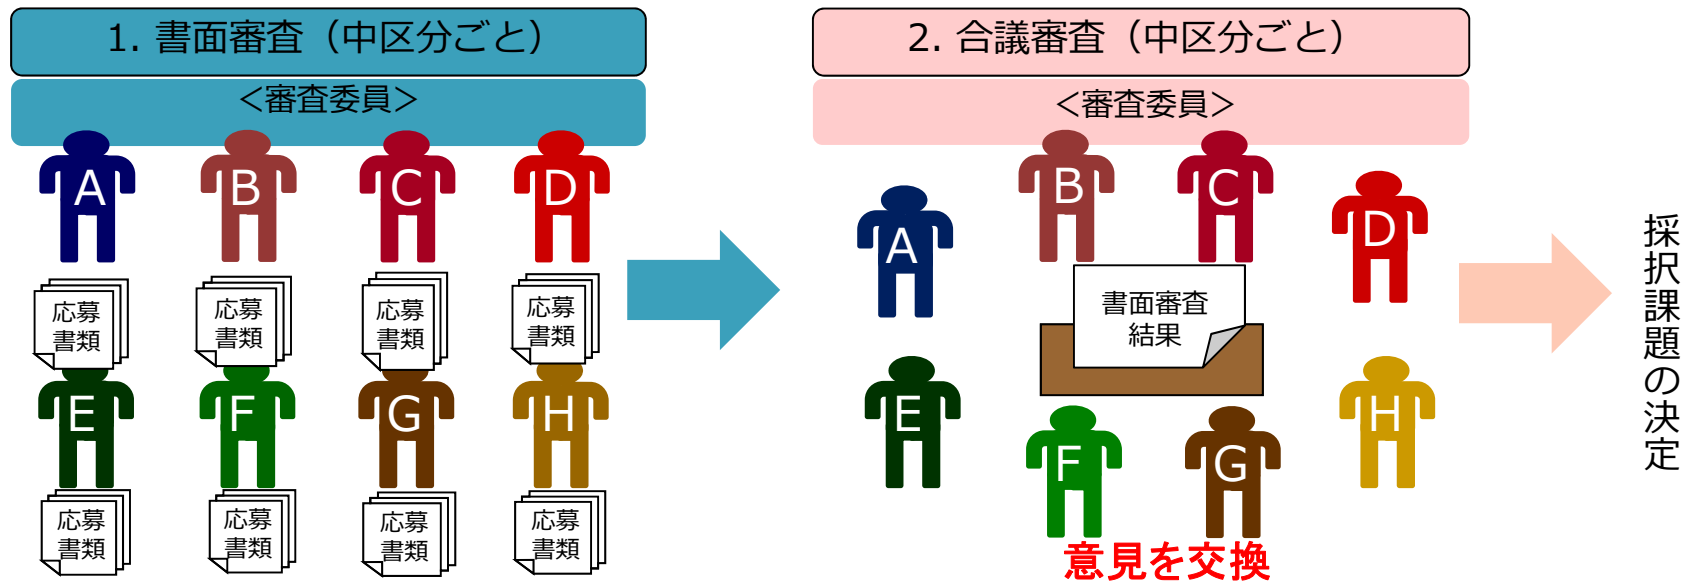 1. 書面審査（中区分ごと）
＜審査委員＞
A
B
C
D
応募
書類
応募
書類
応募
書類
応募
書類
E
F
G
H
応募
書類
応募
書類
応募
書類
応募
書類
2. 合議審査（中区分ごと）
＜審査委員＞
A
B
C
D
書面審査
結果
E
F
G
H
意見を交換
採択課題の決定